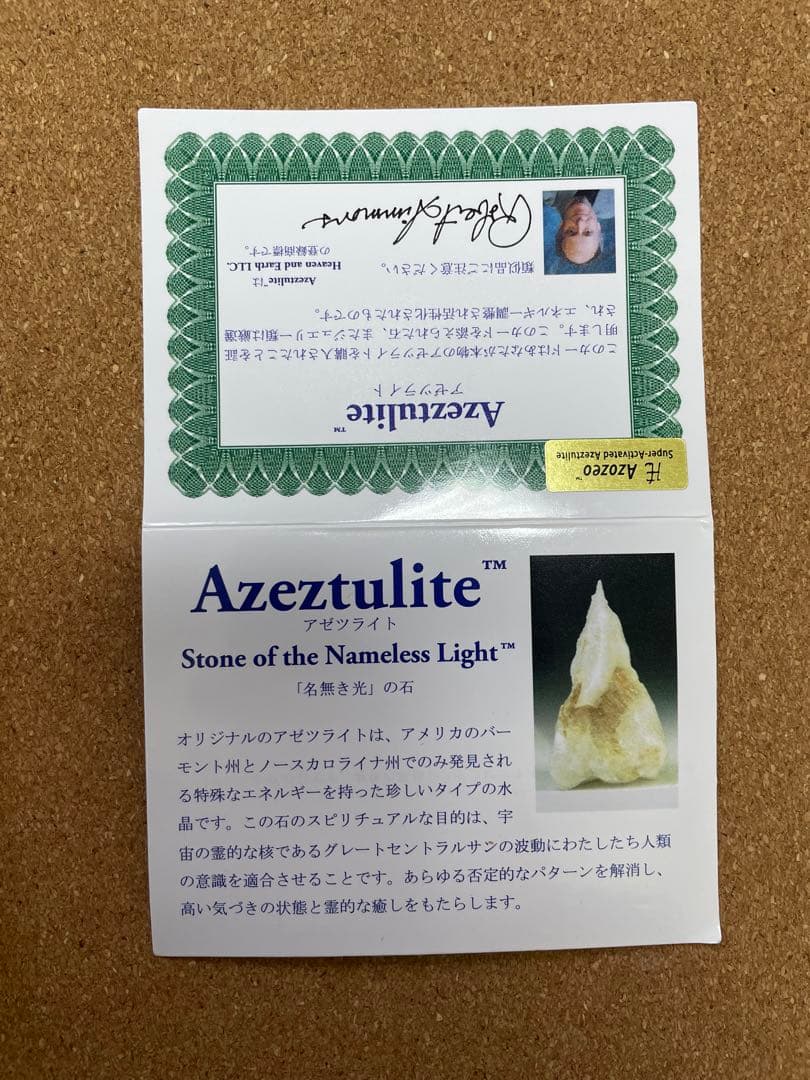 Azeztulite™
アゼツライト
このカードはあなたが本物のアゼツライトを購入されたことを証
明します。このカードを添えられた石、またジュエリー類は厳選
され、エネルギー調整され活性化されたものです。
類似品にご注意ください。
Azeztulite™は
Heaven and Earth LLC.
の登録商標です。
Robert Simmons
Azozeo™
Super-Activated Azeztulite
Azeztulite™
アゼツライト
Stone of the Nameless Light™
「名無き光」の石
オリジナルのアゼツライトは、アメリカのバー
モント州とノースカロライナ州でのみ発見され
る特殊なエネルギーを持った珍しいタイプの水
晶です。この石のスピリチュアルな目的は、宇
宙の霊的な核であるグレートセントラルサンの波動にわたしたち人類
の意識を適合させることです。あらゆる否定的なパターンを解消し、
高い気づきの状態と霊的な癒しをもたらします。